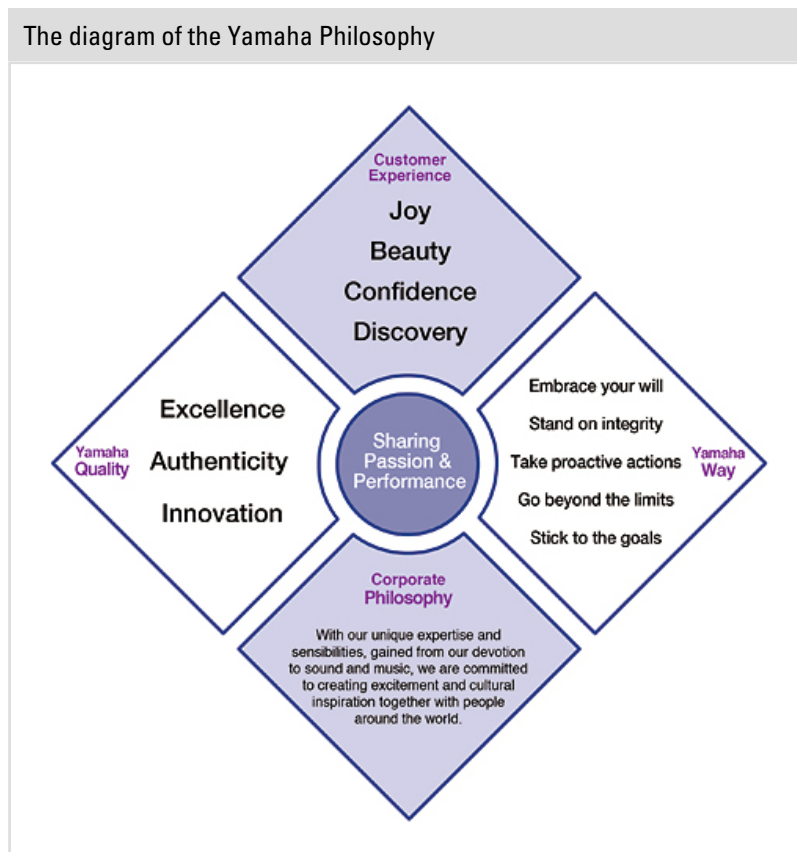 The diagram of the Yamaha Philosophy
Customer
Experience
Joy
Beauty
Confidence
Discovery
Yamaha
Quality
Excellence
Authenticity
Innovation
Sharing
Passion &
Performance
Embrace your will
Stand on integrity
Take proactive actions
Go beyond the limits
Stick to the goals
Yamaha
Way
Corporate
Philosophy
With our unique expertise and
sensibilities, gained from our devotion
to sound and music, we are committed
to creating excitement and cultural
inspiration together with people
around the world.